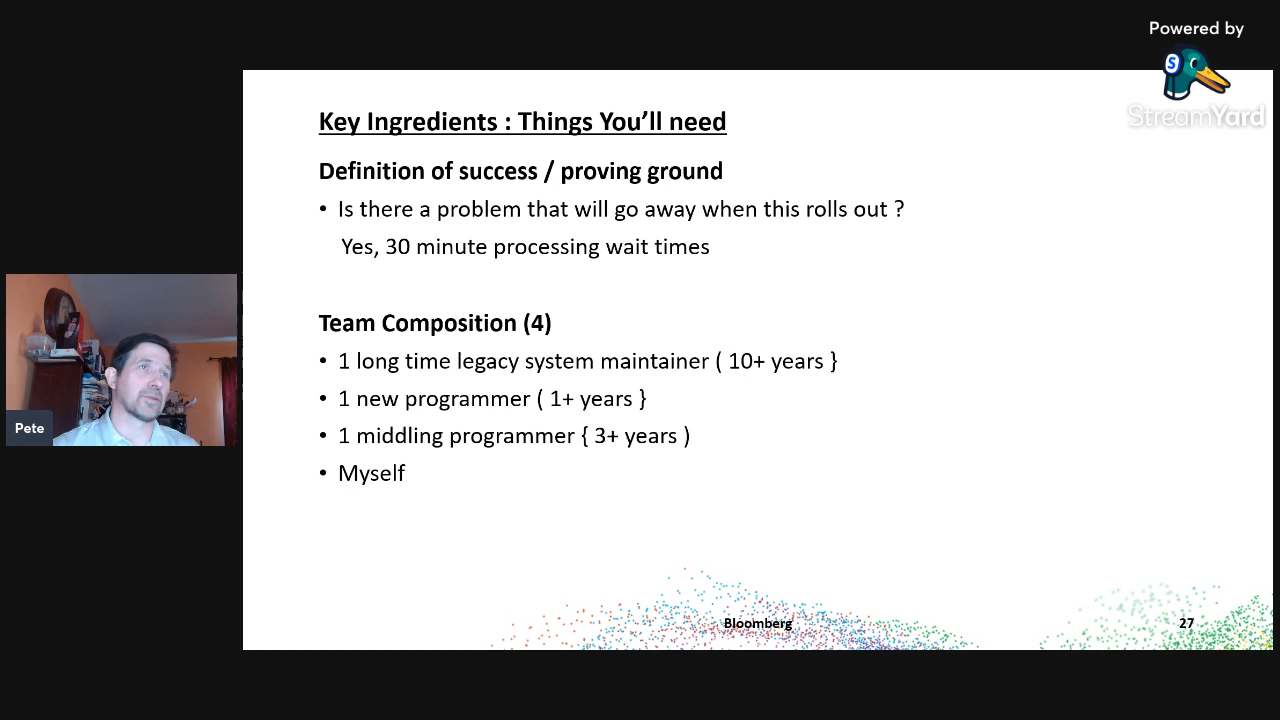 Powered by
StreamYard
Key Ingredients : Things You'll need
Definition of success / proving ground
• Is there a problem that will go away when this rolls out ?
Yes, 30 minute processing wait times
Team Composition (4)
• 1 long time legacy system maintainer ( 10+ years }
• 1 new programmer ( 1+ years }
• 1 middling programmer { 3+ years )
• Myself
Pete
Bloomberg
27